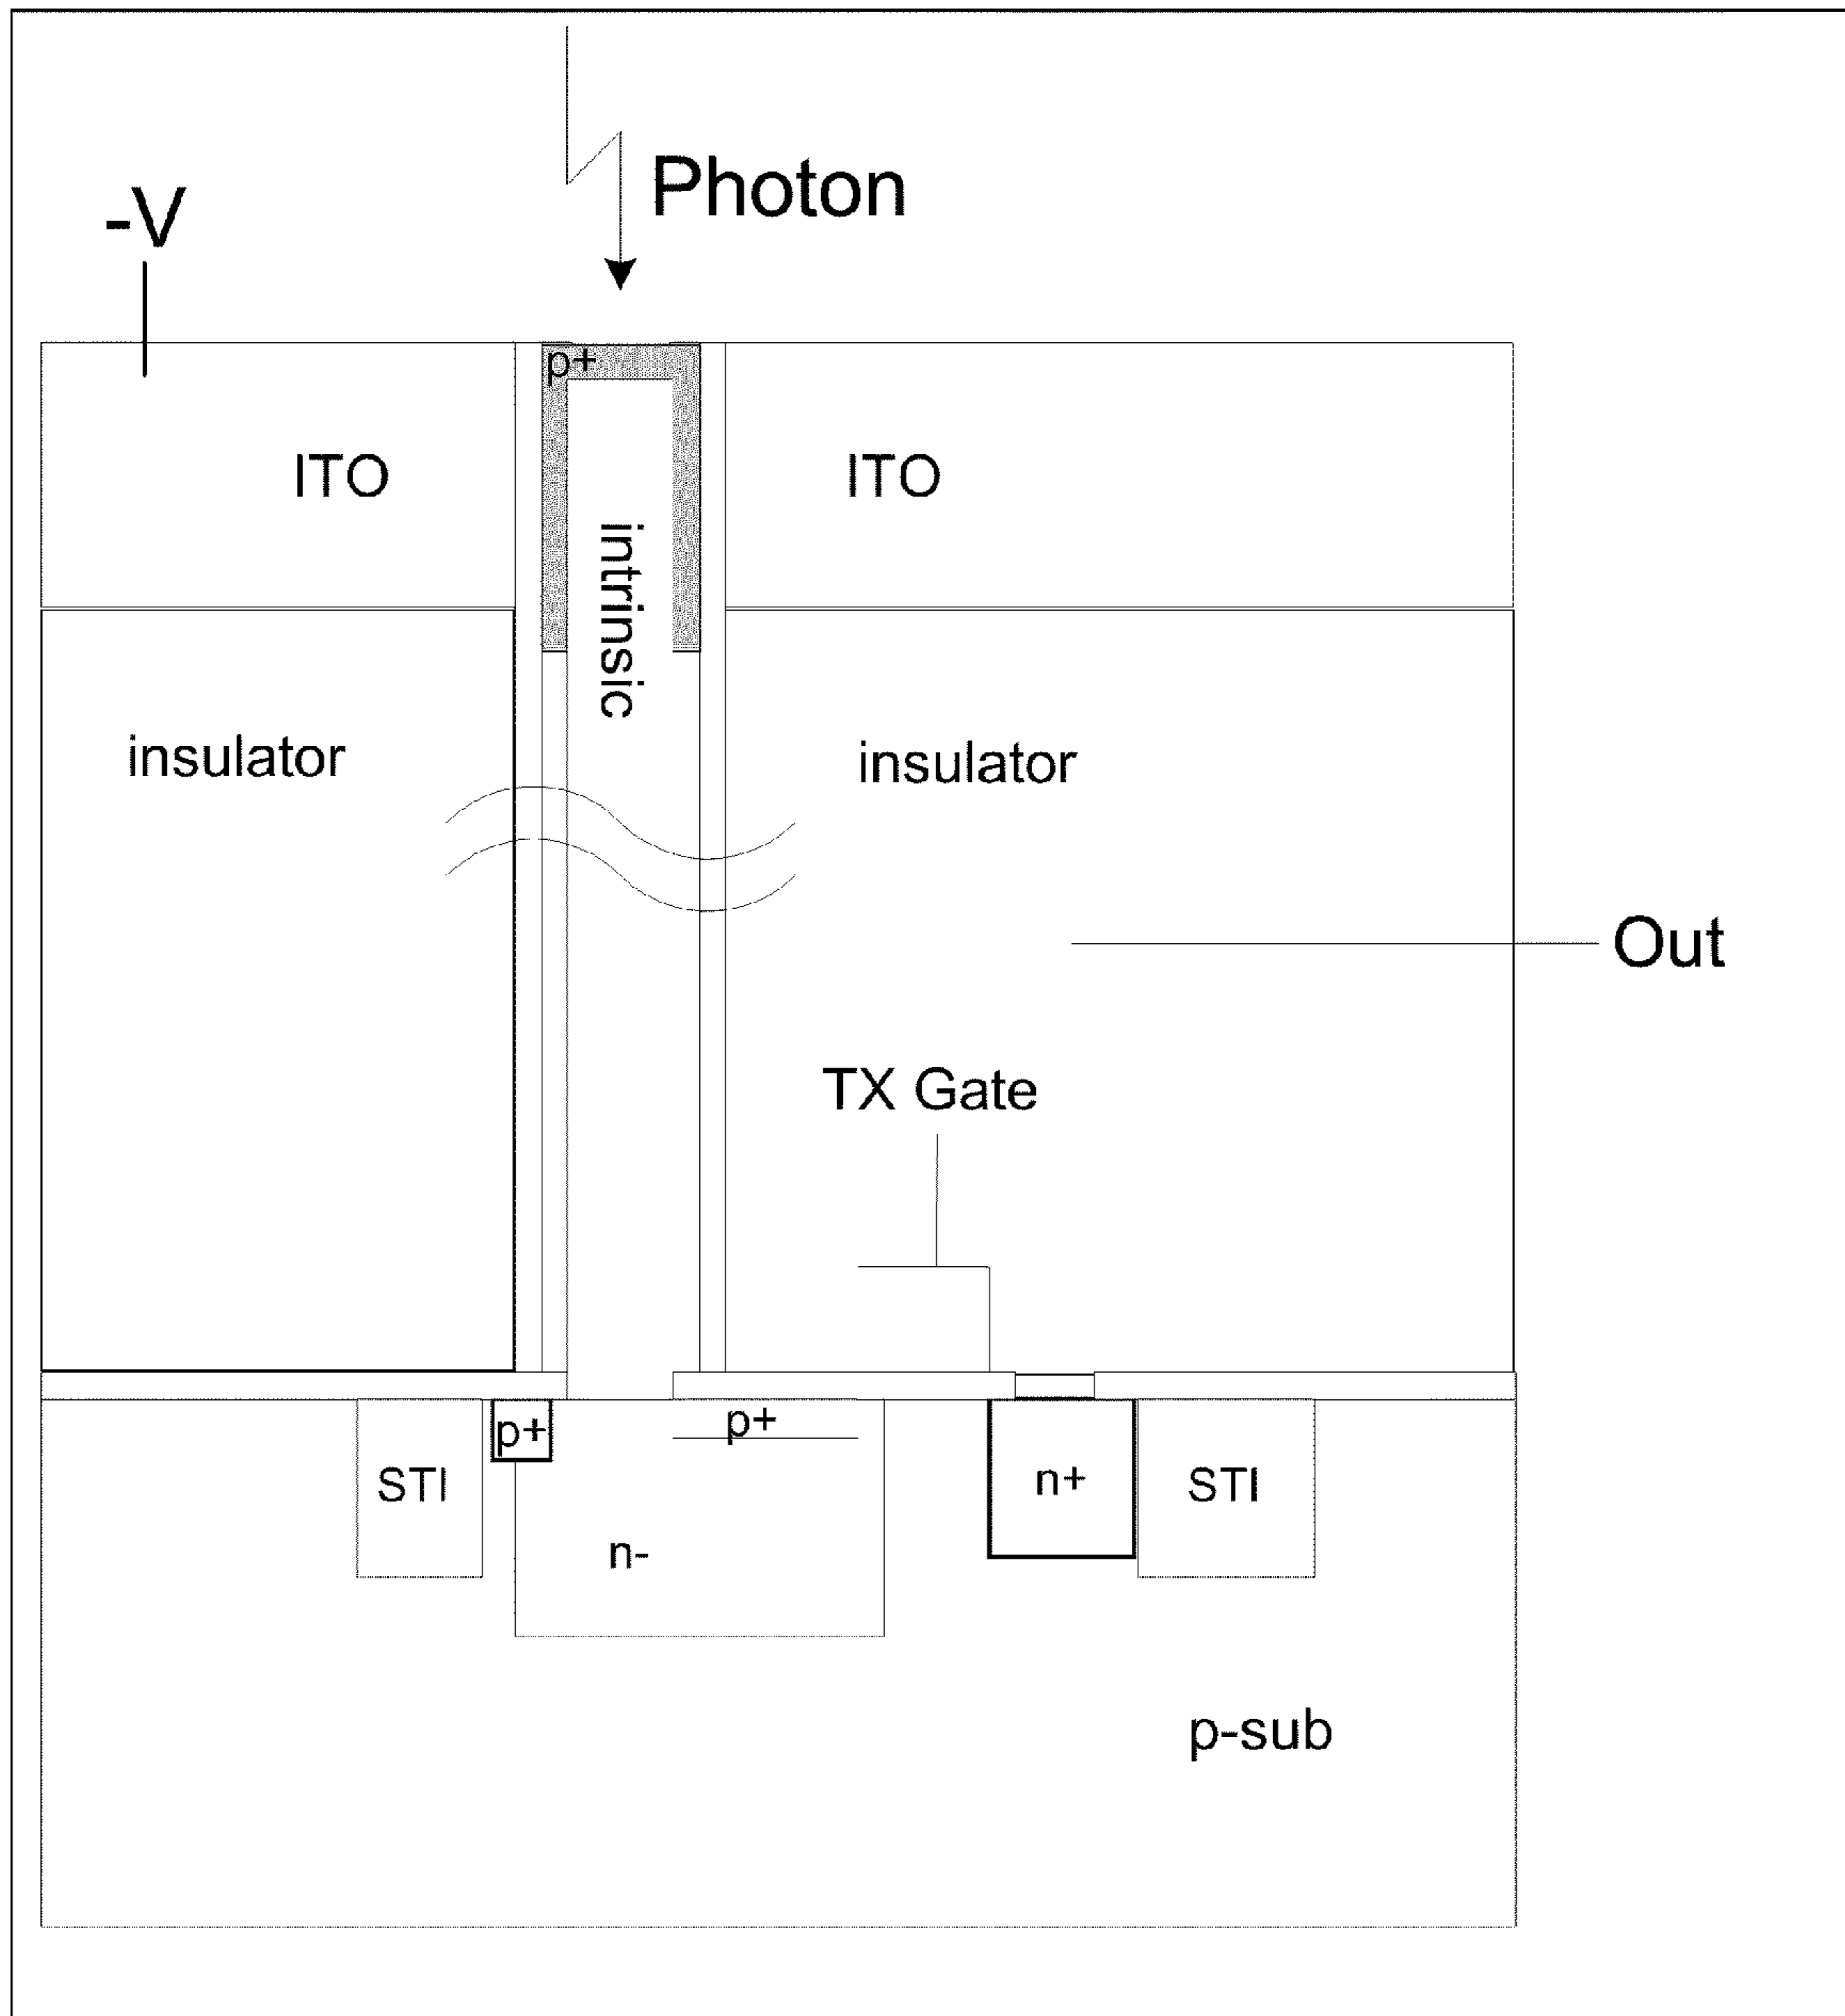 Photon
-V
p+
ITO
ITO
intrinsic
insulator
insulator
Out
TX Gate
p+
p+
STI
n+
STI
n-
p-sub